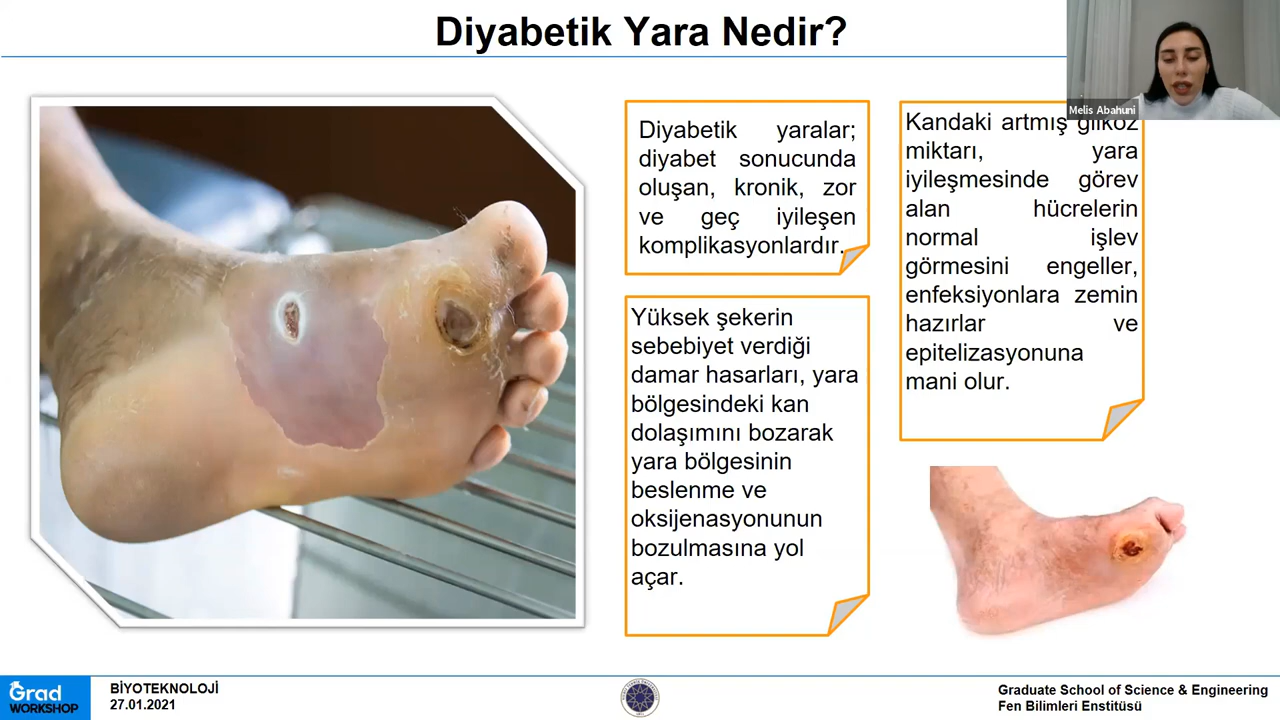 Diyabetik Yara Nedir?
Melis Abahuni
Diyabetik yaralar;
diyabet sonucunda
oluşan, kronik, zor
ve geç iyileşen
komplikasyonlardır.
Yüksek şekerin
sebebiyet verdiği
damar hasarları, yara
bölgesindeki kan
dolaşımını bozarak
yara bölgesinin
beslenme ve
oksijenasyonunun
bozulmasına yol
açar.
Kandaki artmış glikoz
miktarı, yara
iyileşmesinde görev
alan hücrelerin
normal işlev
görmesini engeller,
enfeksiyonlara zemin
hazırlar ve
epitelizasyonuna
mani olur.
Grad
WORKSHOP
BİYOTEKNOLOJİ
27.01.2021
Graduate School of Science & Engineering
Fen Bilimleri Enstitüsü